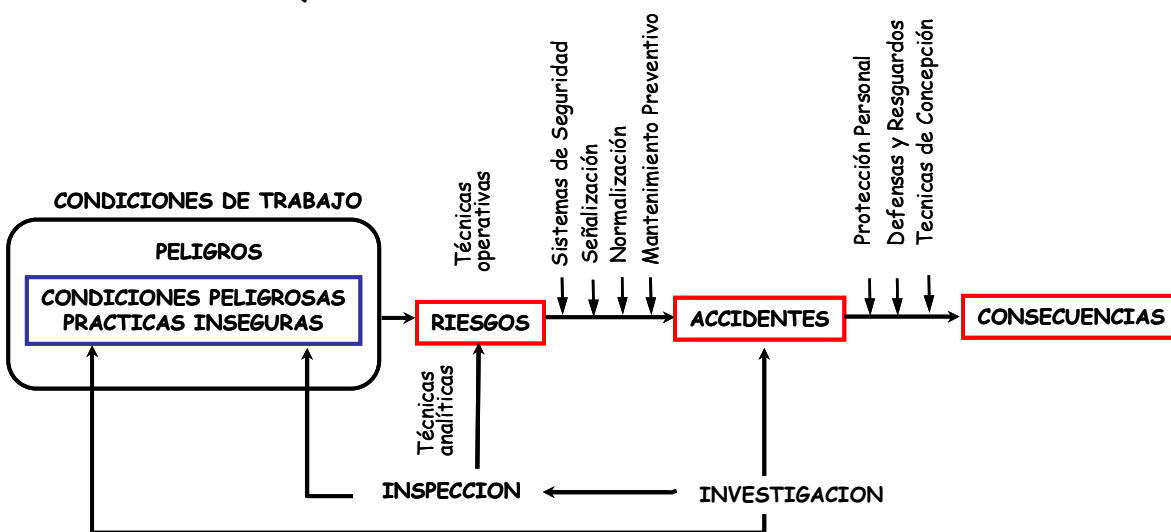 Sistemas de Seguridad
Señalización
Normalización
Mantenimiento Preventivo
Protección Personal
Defensas y Resguardos
Tecnicas de Concepción
CONDICIONES DE TRABAJO
Técnicas
operativas
PELIGROS
CONDICIONES PELIGROSAS
PRACTICAS INSEGURAS
RIESGOS
ACCIDENTES
CONSECUENCIAS
Técnicas
analíticas
INSPECCION
INVESTIGACION